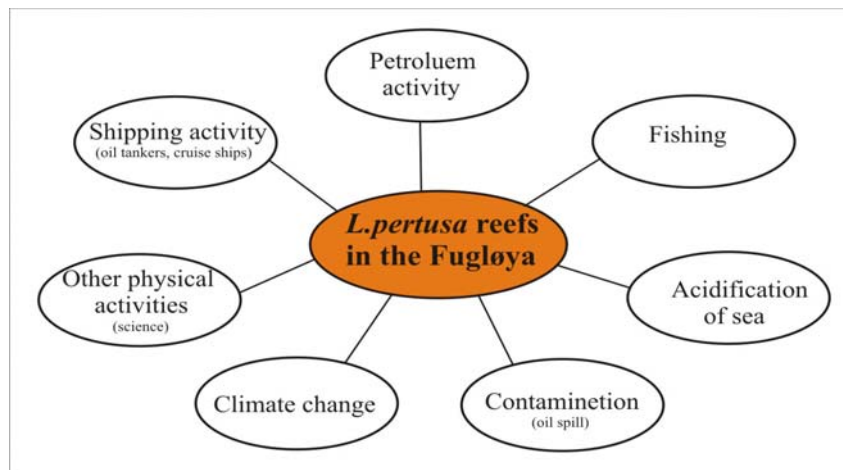 Petroluem
activity
Shipping activity
(oil tankers, cruise ships)
Fishing
L.pertusa reefs
in the Fugløya
Other physical
activities
(science)
Acidification
of sea
Climate change
Contaminetion
(oil spill)